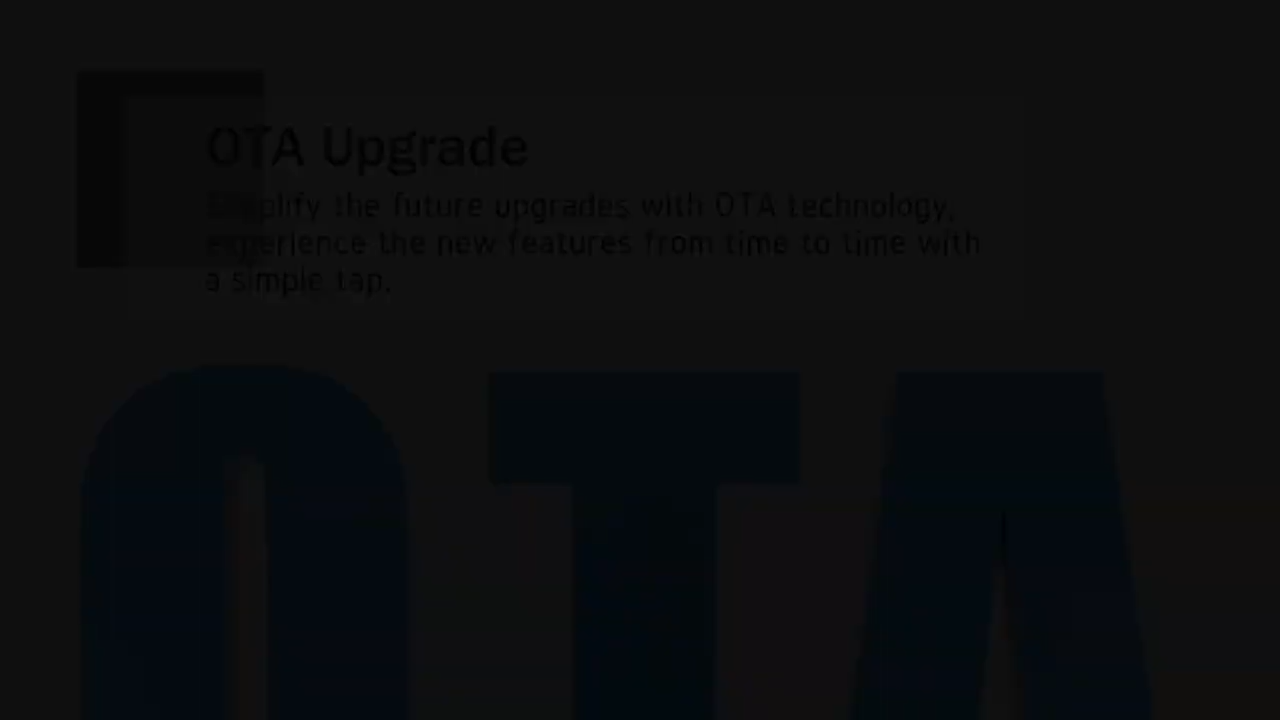 OTA Upgrade
Simplify the future upgrades with OTA technology,
experience the new features from time to time with
a simple tap.
OTA